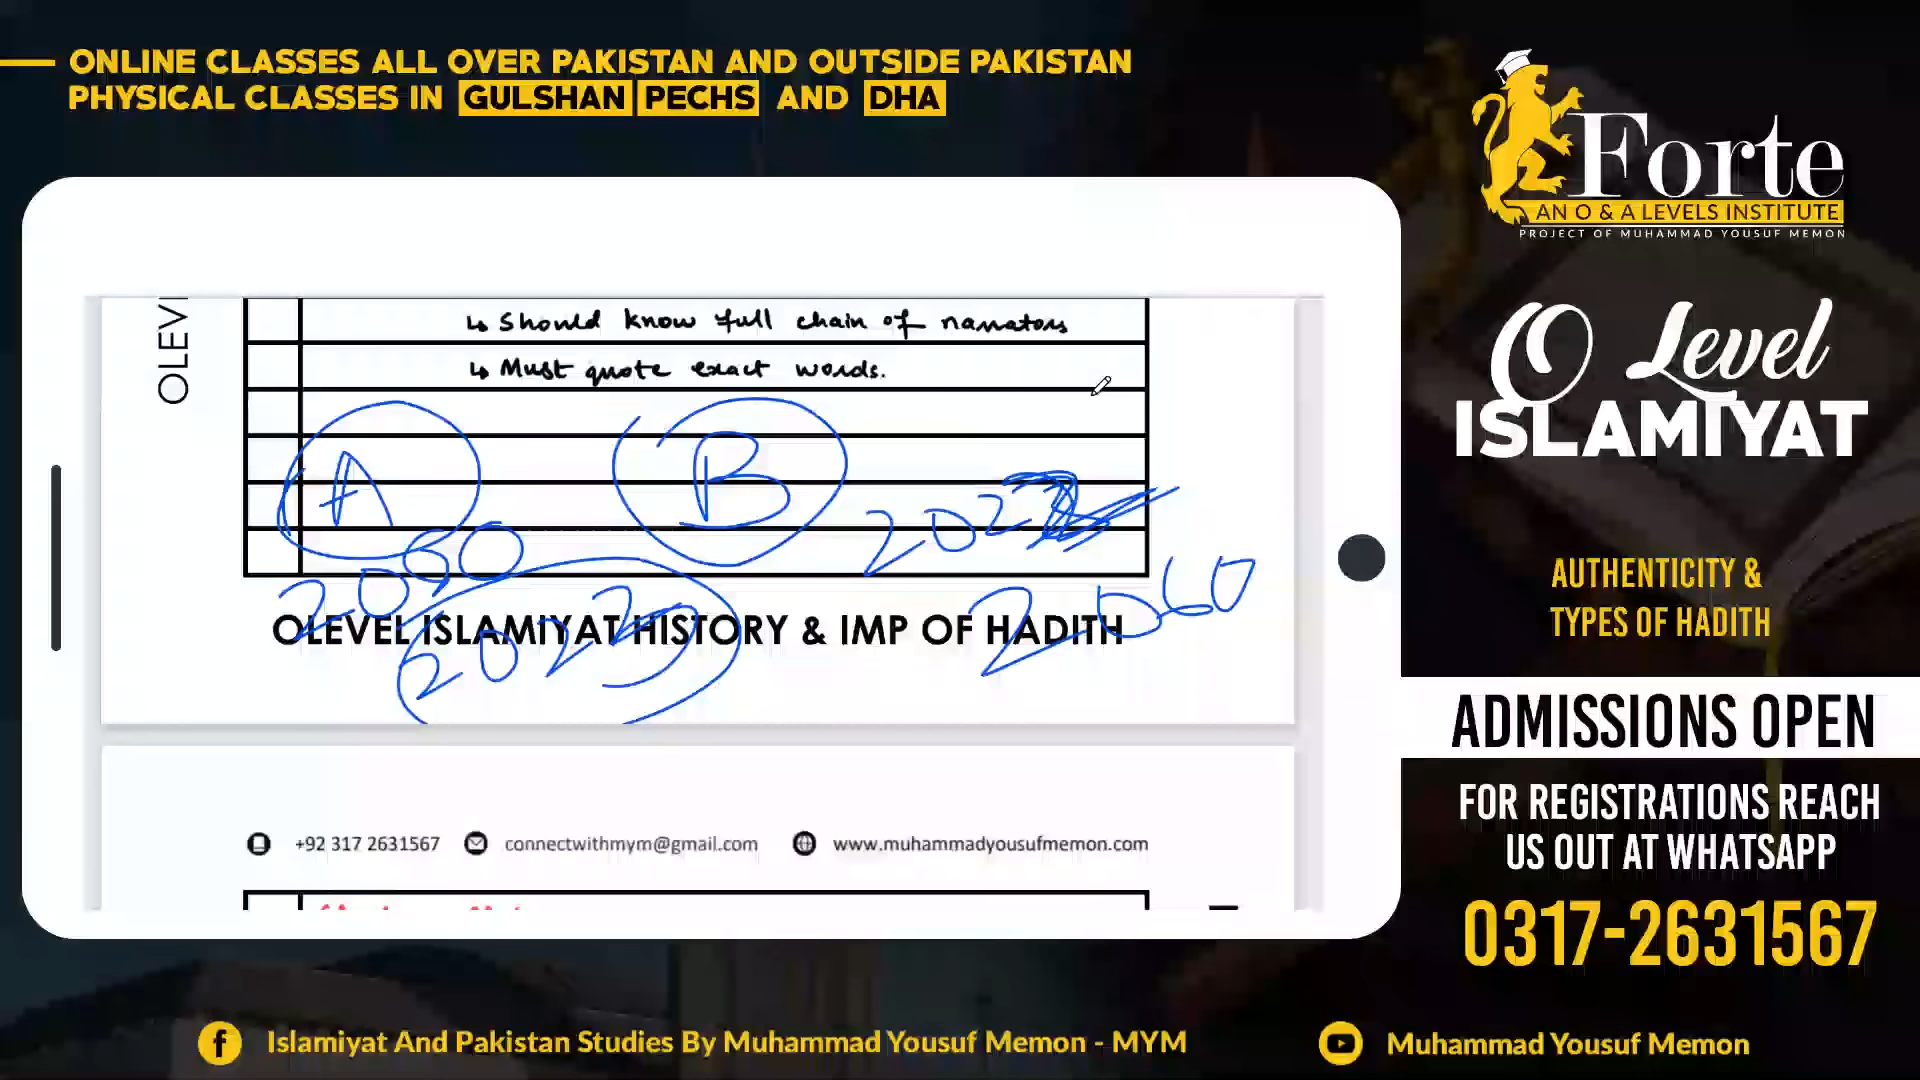 ONLINE CLASSES ALL OVER PAKISTAN AND OUTSIDE PAKISTAN
PHYSICAL CLASSES IN GULSHAN PECHS AND DHA
Forte
AN O & A LEVELS INSTITUTE
PROJECT OF MUHAMMAD YOUSUF MEMON
O Level
ISLAMIYAT
AUTHENTICITY &
TYPES OF HADITH
ADMISSIONS OPEN
FOR REGISTRATIONS REACH
US OUT AT WHATSAPP
0317-2631567
OLEV
↳ Should know full chain of narrators
↳ Must quote exact words.
A B
2080
2060
OLEVEL ISLAMIYAT HISTORY & IMP OF HADITH
2023
+92 317 2631567 connectwithmym@gmail.com www.muhammadyousufmemon.com
Islamiyat And Pakistan Studies By Muhammad Yousuf Memon - MYM
Muhammad Yousuf Memon